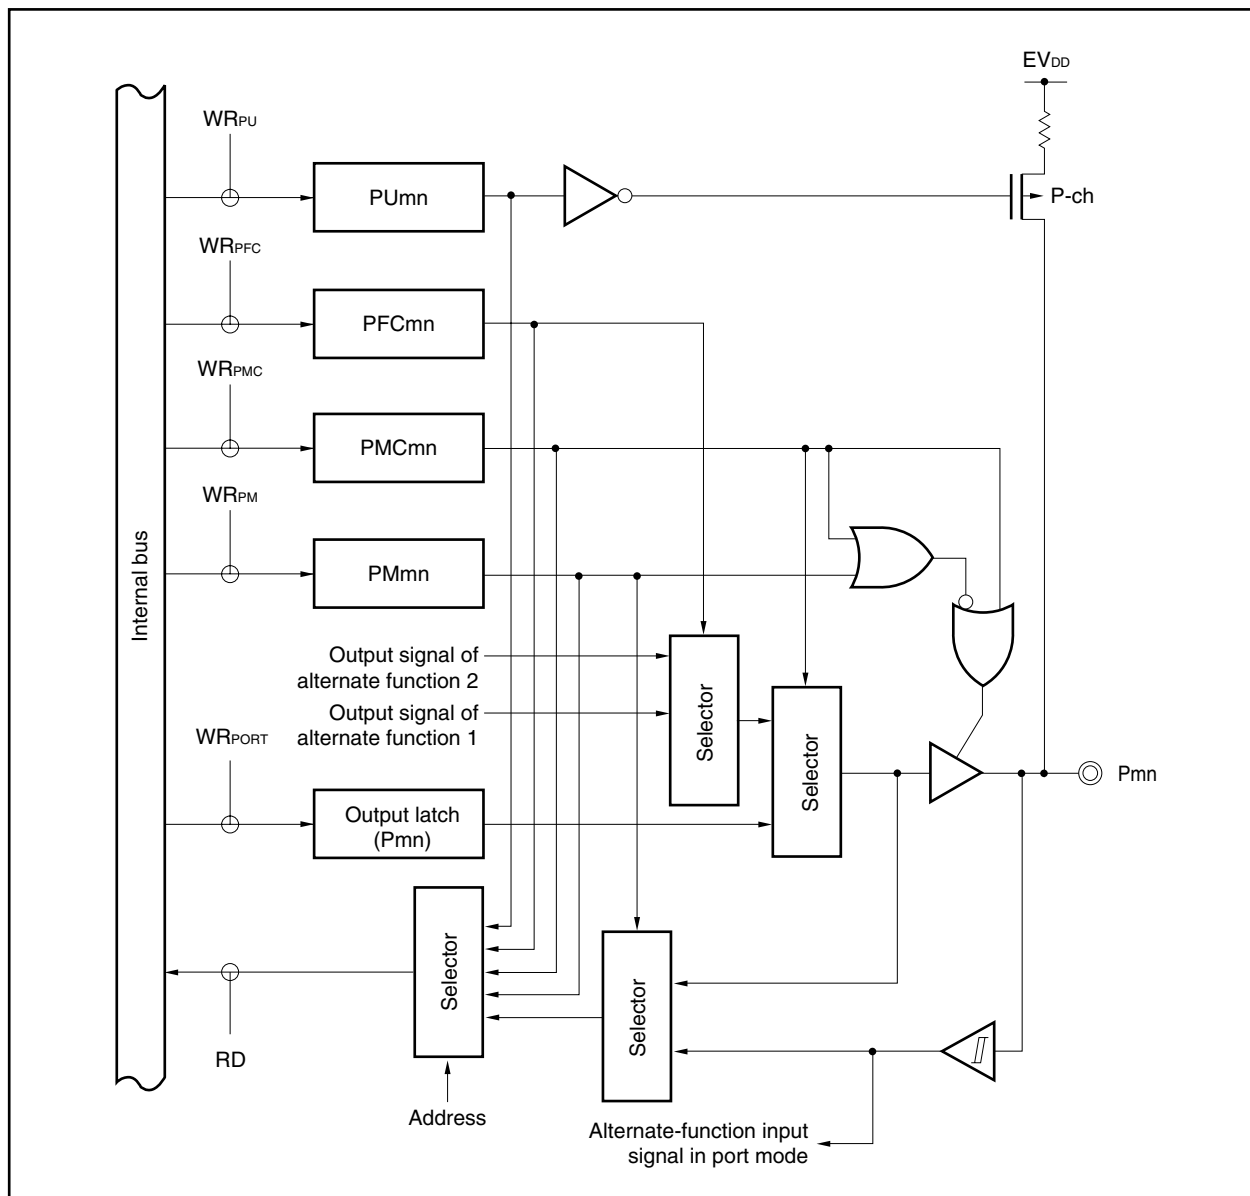 EVDD
WRPU
PUmn
P-ch
WRPFC
PFCmn
WRPMC
PMCmn
WRPM
PMmn
Internal bus
Output signal of
alternate function 2
Output signal of
alternate function 1
Selector
Selector
WRPORT
Pmn
Output latch
(Pmn)
Selector
Selector
RD
Address
Alternate-function input
signal in port mode